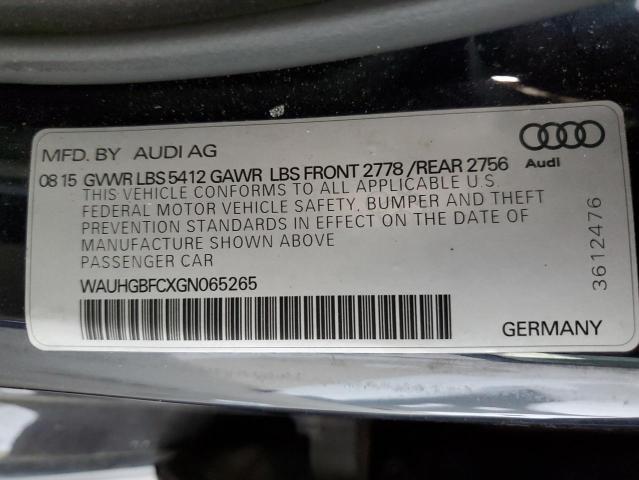 MFD. BY AUDI AG
08 15 GVWR LBS 5412 GAWR LBS FRONT 2778 /REAR 2756
THIS VEHICLE CONFORMS TO ALL APPLICABLE U.S.
FEDERAL MOTOR VEHICLE SAFETY, BUMPER AND THEFT
PREVENTION STANDARDS IN EFFECT ON THE DATE OF
MANUFACTURE SHOWN ABOVE
PASSENGER CAR
WAUHGBFCXGN065265
Audi
3612476
GERMANY